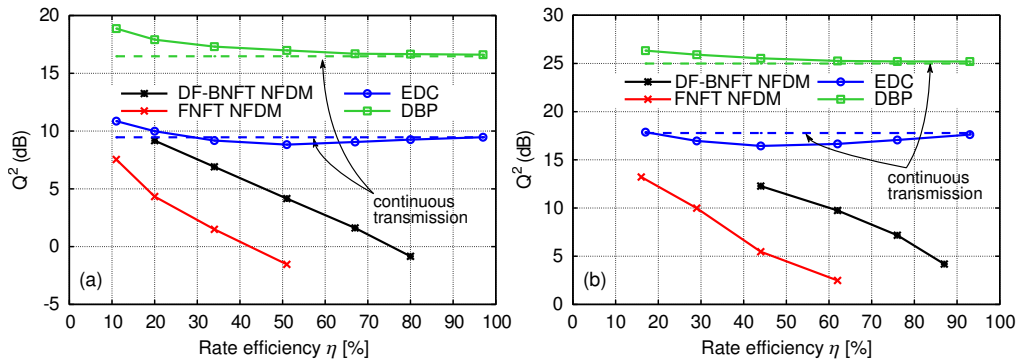 20
15
10
5
0
-5
Q² (dB)
DF-BNFT NFDM
FNFT NFDM
EDC
DBP
continuous
transmission
(a)
0 10 20 30 40 50 60 70 80 90 100
Rate efficiency η [%]
30
25
20
15
10
5
0
Q² (dB)
DF-BNFT NFDM
FNFT NFDM
EDC
DBP
continuous
transmission
(b)
0 10 20 30 40 50 60 70 80 90 100
Rate efficiency η [%]